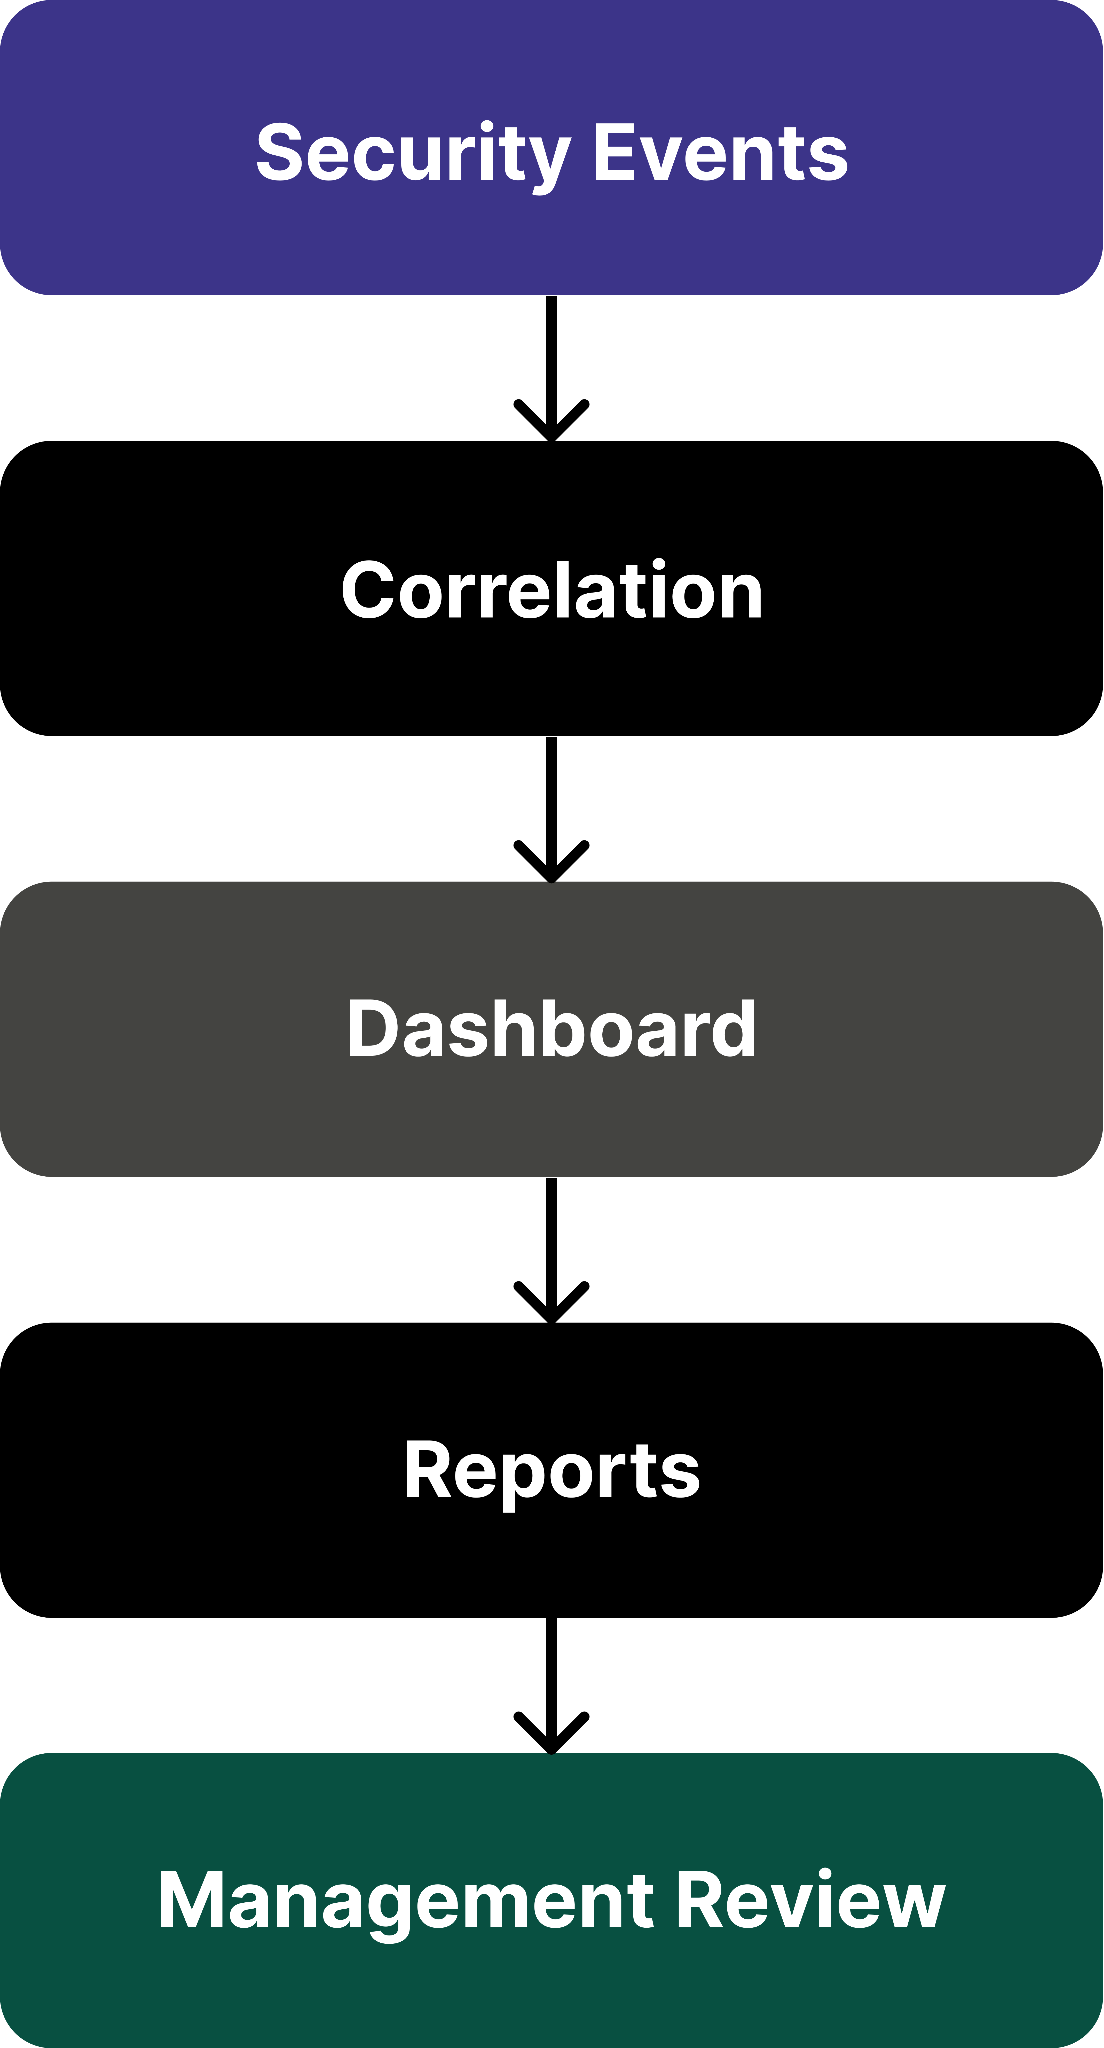 Security Events
Correlation
Dashboard
Reports
Management Review